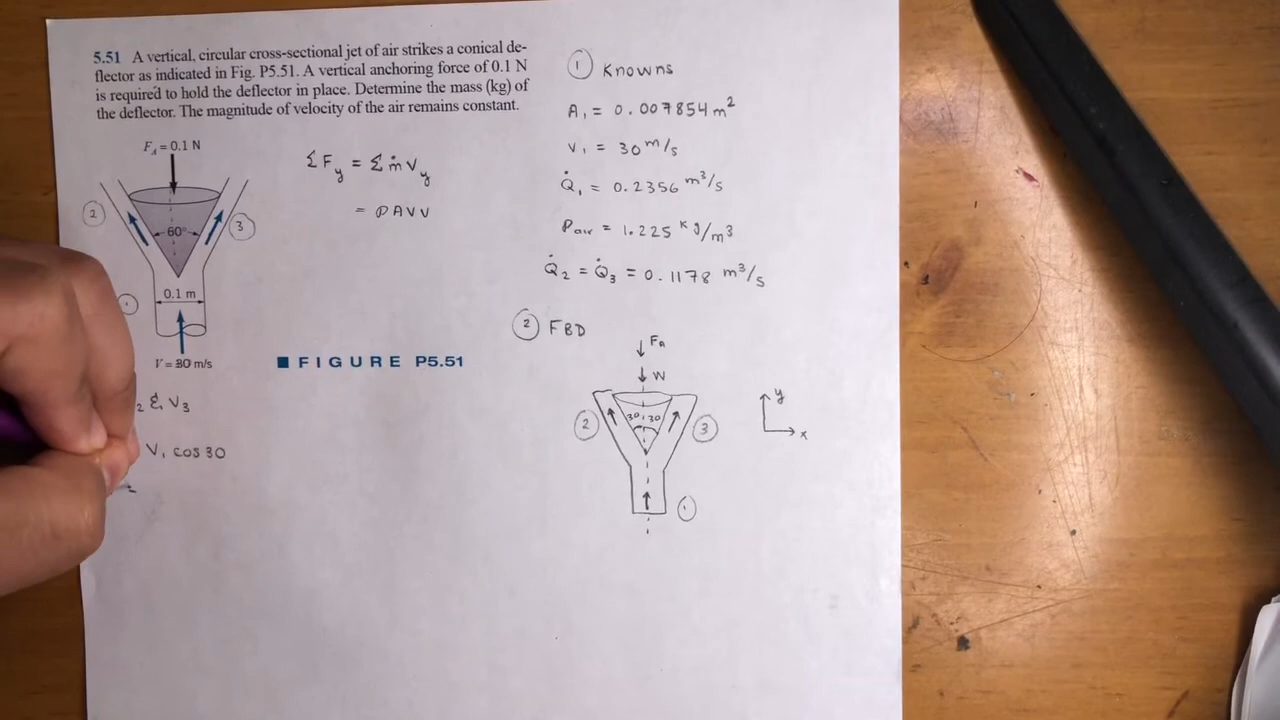 5.51 A vertical, circular cross-sectional jet of air strikes a conical de-
flector as indicated in Fig. P5.51. A vertical anchoring force of 0.1 N
is required to hold the deflector in place. Determine the mass (kg) of
the deflector. The magnitude of velocity of the air remains constant.
F_A = 0.1 N
2
60°
3
1
0.1 m
V = 30 m/s
FIGURE P5.51
ΣF_y = Σṁv_y
= ρAVV
2 & V3
V1 cos 30
1 Knowns
A1 = 0.007854 m²
V1 = 30 m/s
Q̇1 = 0.2356 m³/s
ρair = 1.225 kg/m3
Q̇2 = Q̇3 = 0.1178 m³/s
2 FBD
FA
W
30 30
2
3
1
y
x